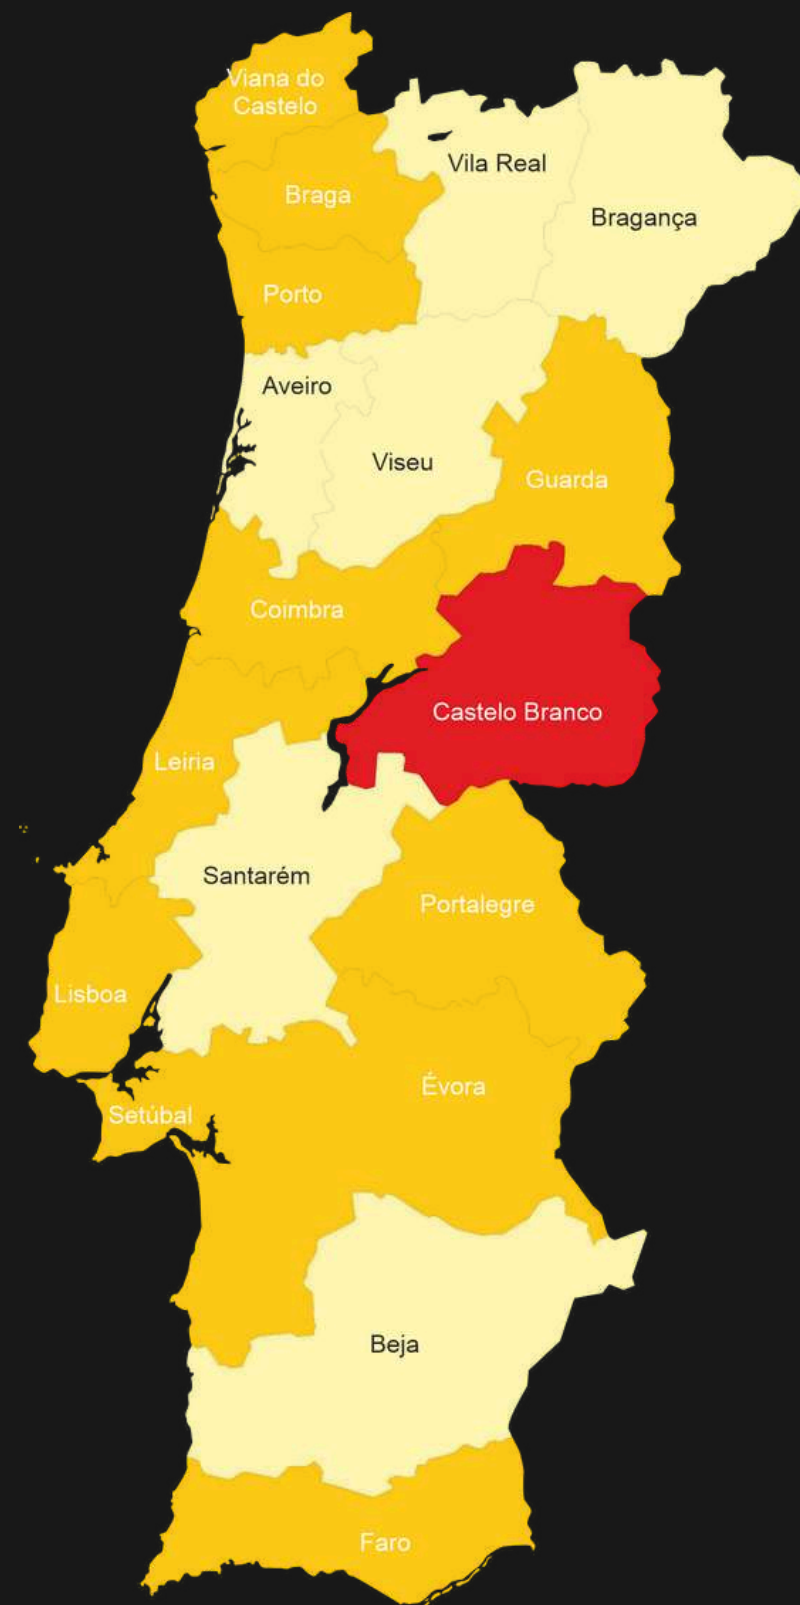 Viana do
Castelo
Vila Real
Braga
Bragança
Porto
Aveiro
Viseu
Guarda
Coimbra
Castelo Branco
Leiria
Santarém
Portalegre
Lisboa
Évora
Setúbal
Beja
Faro